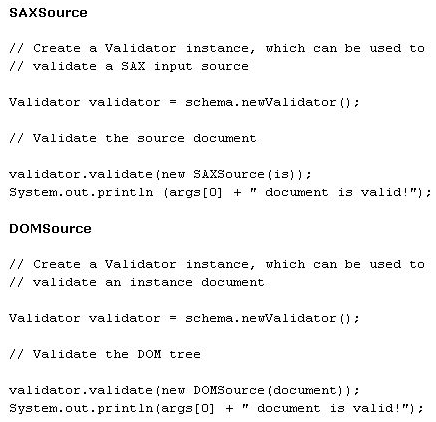 SAXSource
// Create a Validator instance, which can be used to
// validate a SAX input source
Validator validator = schema.newValidator();
// Validate the source document
validator.validate(new SAXSource(is));
System.out.println (args[0] + " document is valid!");
DOMSource
// Create a Validator instance, which can be used to
// validate an instance document
Validator validator = schema.newValidator();
// Validate the DOM tree
validator.validate(new DOMSource(document));
System.out.println(args[0] + " document is valid!");